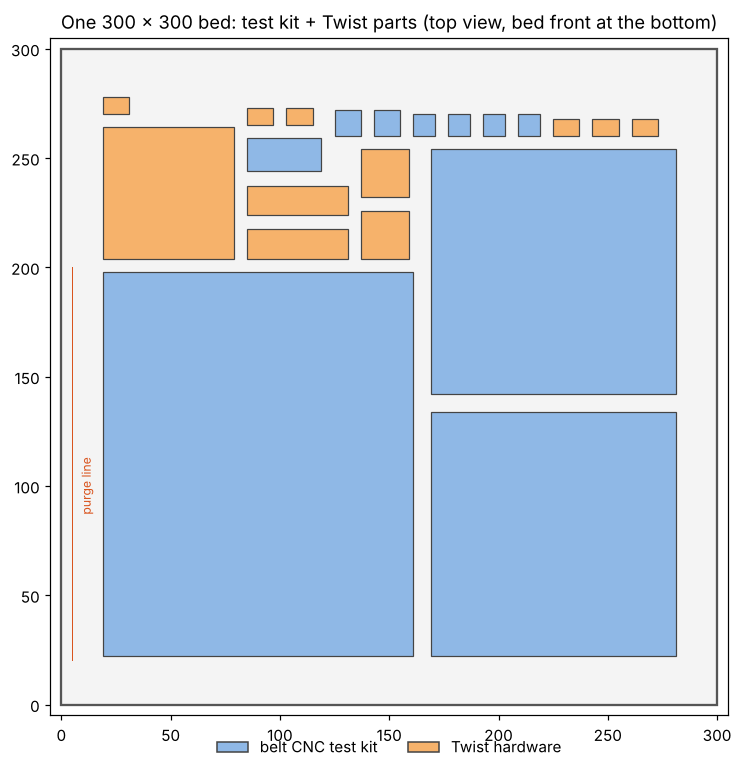 One 300 × 300 bed: test kit + Twist parts (top view, bed front at the bottom)
300
250
200
150
100
50
0
purge line
0 50 100 150 200 250 300
belt CNC test kit Twist hardware